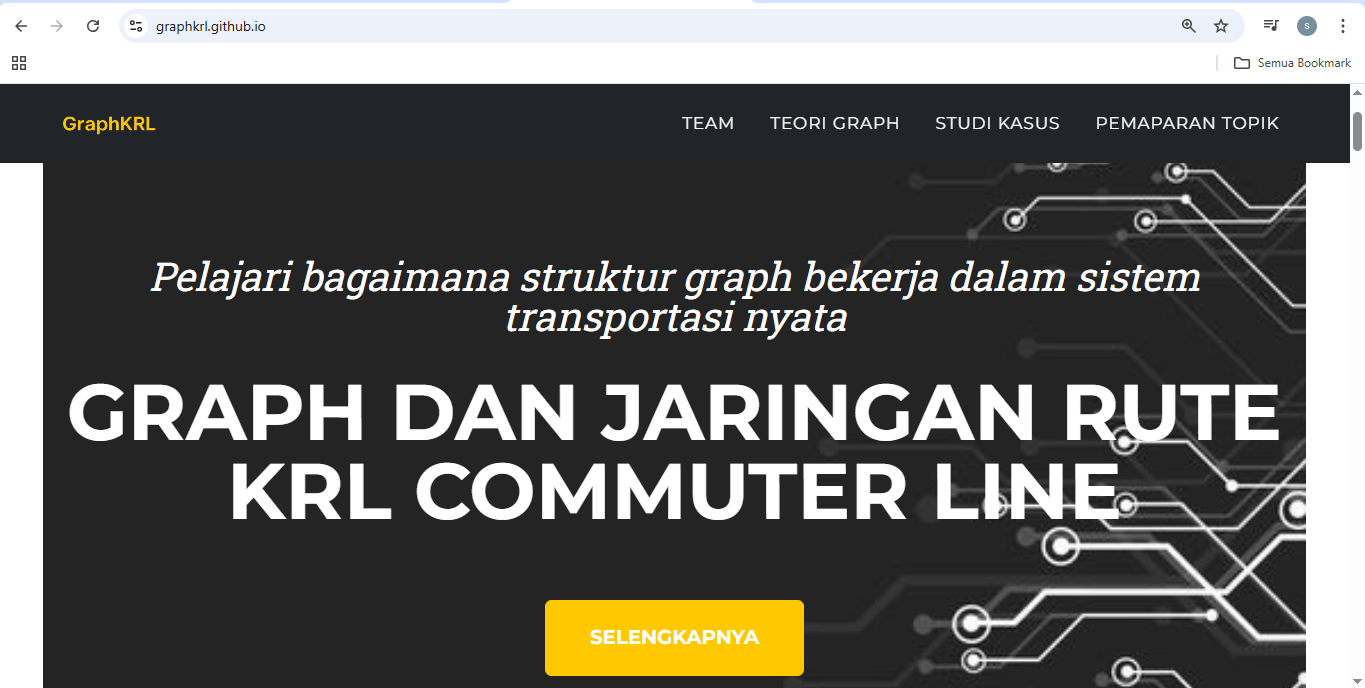 graphkrl.github.io
S
Semua Bookmark
GraphKRL
TEAM TEORI GRAPH STUDI KASUS PEMAPARAN TOPIK
Pelajari bagaimana struktur graph bekerja dalam sistem
transportasi nyata
GRAPH DAN JARINGAN RUTE
KRL COMMUTER LINE
SELENGKAPNYA